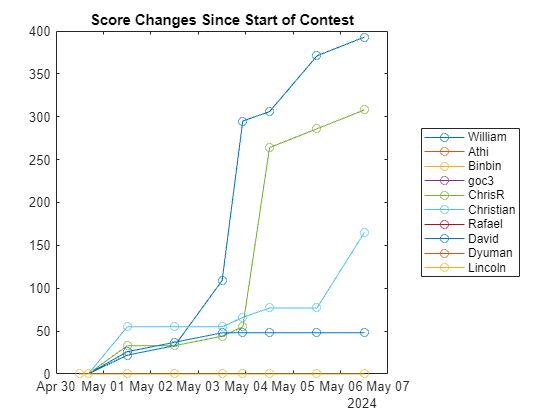 Score Changes Since Start of Contest
400
350
300
250
200
150
100
50
0
Apr 30 May 01 May 02 May 03 May 04 May 05 May 06 May 07
2024
William
Athi
Binbin
goc3
ChrisR
Christian
Rafael
David
Dyuman
Lincoln